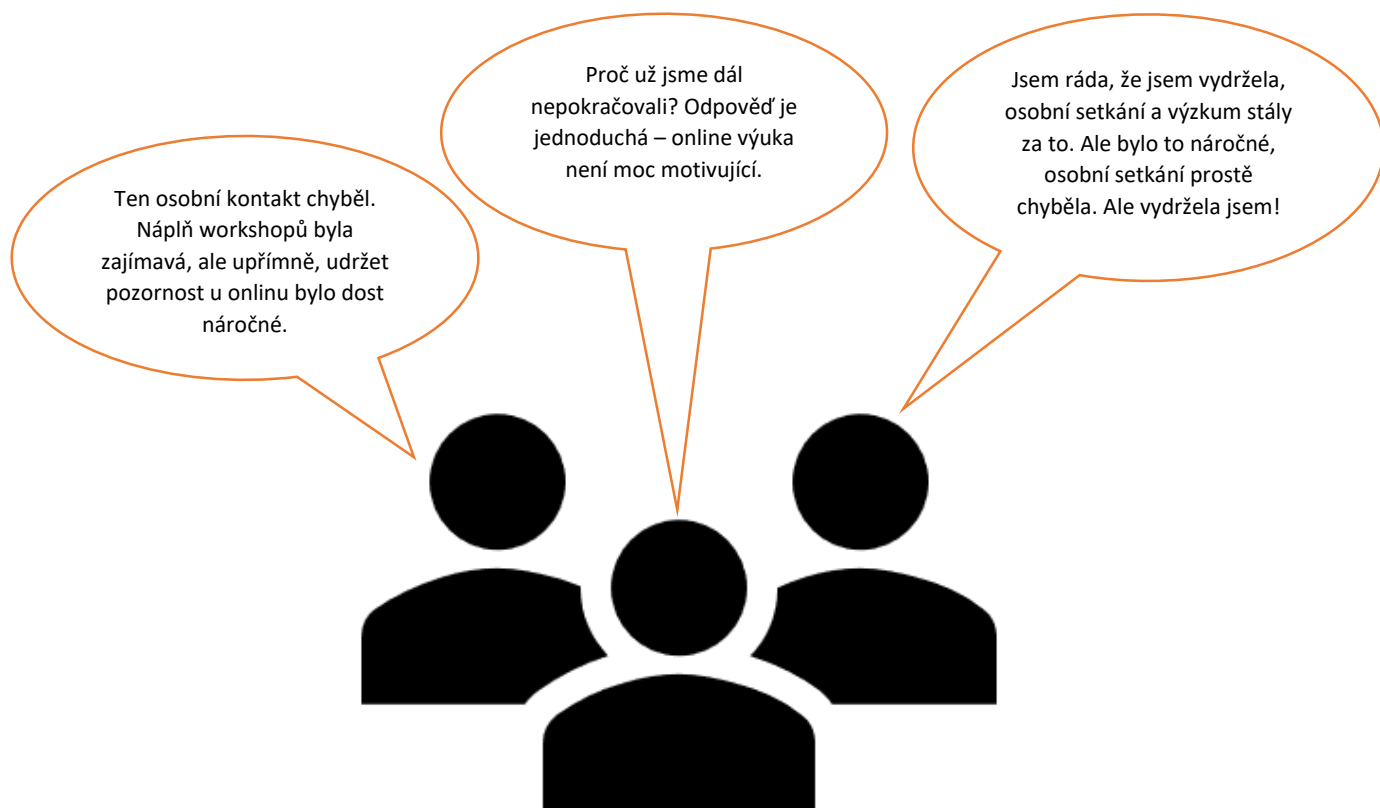 Ten osobní kontakt chyběl.
Náplň workshopů byla
zajímavá, ale upřímně, udržet
pozornost u onlinu bylo dost
náročné.
Proč už jsme dál
nepokračovali? Odpověď je
jednoduchá – online výuka
není moc motivující.
Jsem ráda, že jsem vydržela,
osobní setkání a výzkum stály
za to. Ale bylo to náročné,
osobní setkání prostě
chyběla. Ale vydržela jsem!